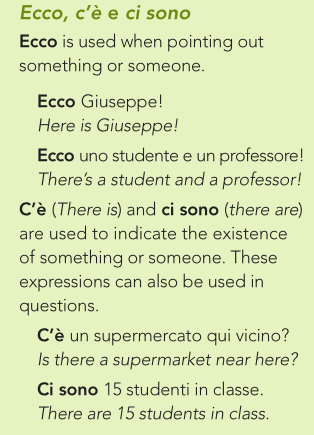 Ecco, c'è e ci sono
Ecco is used when pointing out
something or someone.
Ecco Giuseppe!
Here is Giuseppe!
Ecco uno studente e un professore!
There's a student and a professor!
C'è (There is) and ci sono (there are)
are used to indicate the existence
of something or someone. These
expressions can also be used in
questions.
C'è un supermercato qui vicino?
Is there a supermarket near here?
Ci sono 15 studenti in classe.
There are 15 students in class.